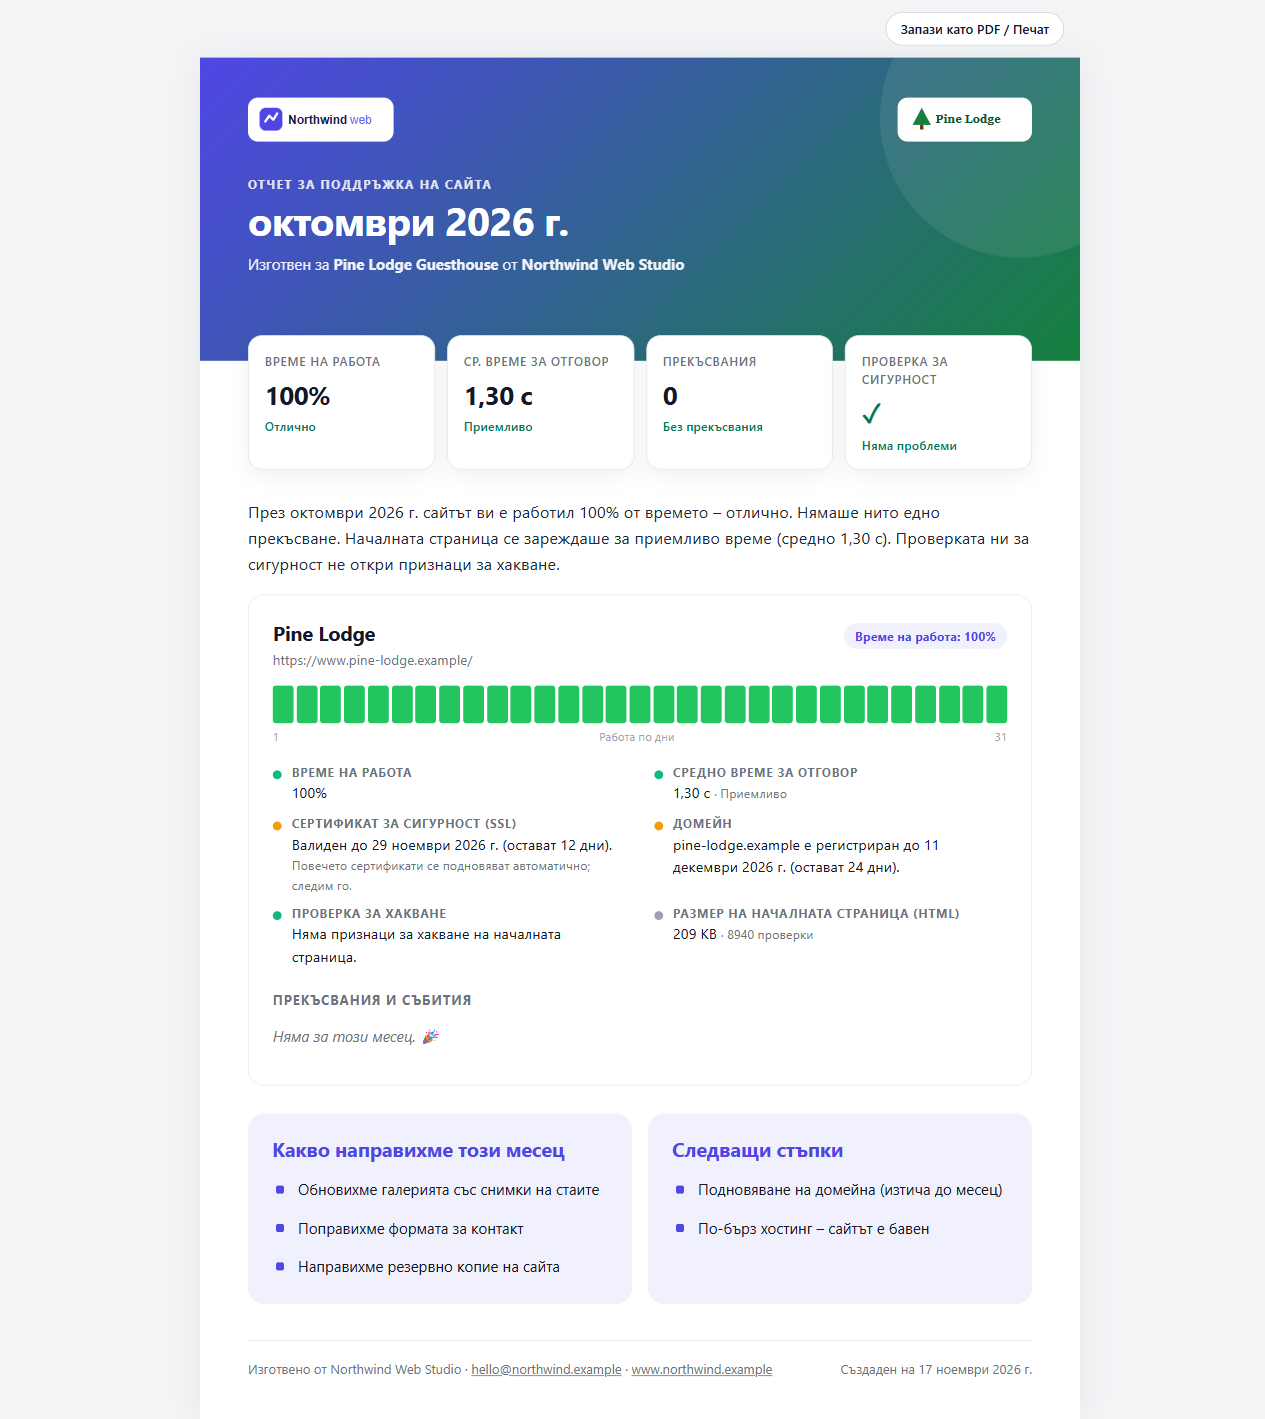 Запази като PDF / Печат
Northwind web
Pine Lodge
ОТЧЕТ ЗА ПОДДРЪЖКА НА САЙТА
октомври 2026 г.
Изготвен за Pine Lodge Guesthouse от Northwind Web Studio
ВРЕМЕ НА РАБОТА
100%
Отлично
СР. ВРЕМЕ ЗА ОТГОВОР
1,30 с
Приемливо
ПРЕКЪСВАНИЯ
0
Без прекъсвания
ПРОВЕРКА ЗА
СИГУРНОСТ
✓
Няма проблеми
През октомври 2026 г. сайтът ви е работил 100% от времето – отлично. Нямаше нито едно
прекъсване. Началната страница се зареждаше за приемливо време (средно 1,30 с). Проверката ни за
сигурност не откри признаци за хакване.
Pine Lodge
Време на работа: 100%
https://www.pine-lodge.example/
1
Работа по дни
31
ВРЕМЕ НА РАБОТА
100%
СРЕДНО ВРЕМЕ ЗА ОТГОВОР
1,30 с · Приемливо
СЕРТИФИКАТ ЗА СИГУРНОСТ (SSL)
Валиден до 29 ноември 2026 г. (остават 12 дни).
Повечето сертификати се подновяват автоматично;
следим го.
ДОМЕЙН
pine-lodge.example е регистриран до 11
декември 2026 г. (остават 24 дни).
ПРОВЕРКА ЗА ХАКВАНЕ
Няма признаци за хакване на началната
страница.
РАЗМЕР НА НАЧАЛНАТА СТРАНИЦА (HTML)
209 KB · 8940 проверки
ПРЕКЪСВАНИЯ И СЪБИТИЯ
Няма за този месец. 🎉
Какво направихме този месец
Обновихме галерията със снимки на стаите
Поправихме формата за контакт
Направихме резервно копие на сайта
Следващи стъпки
Подновяване на домейна (изтича до месец)
По-бърз хостинг – сайтът е бавен
Изготвено от Northwind Web Studio · hello@northwind.example · www.northwind.example
Създаден на 17 ноември 2026 г.